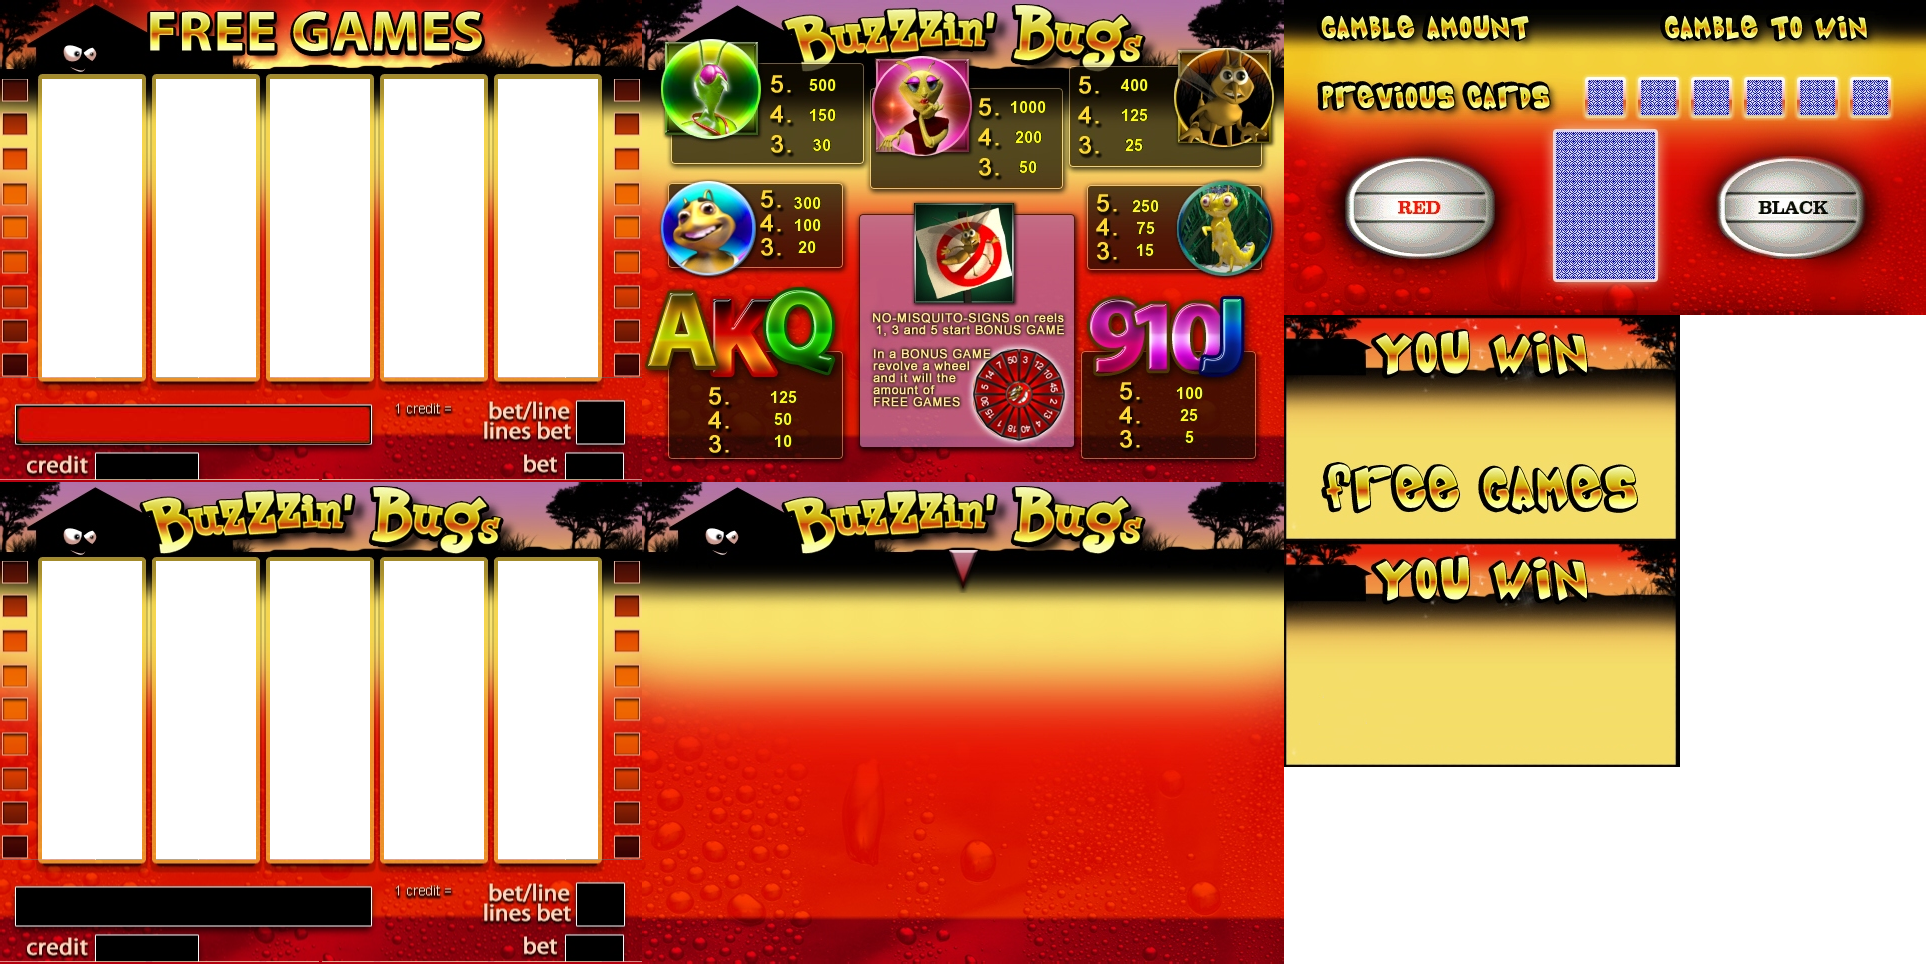 FREE GAMES
1 credit =
bet/line
lines bet
credit
bet
BuzZzin' Bugs
5. 500
4. 150
3. 30
5. 1000
4. 200
3. 50
5. 400
4. 125
3. 25
5. 300
4. 100
3. 20
5. 250
4. 75
3. 15
AKQ
5. 125
4. 50
3. 10
NO-MISQUITO-SIGNS on reels
1, 3 and 5 start BONUS GAME
In a BONUS GAME
revolve a wheel
and it will the
amount of
FREE GAMES
910J
5. 100
4. 25
3. 5
GAMBLE AMOUNT
GAMBLE TO WIN
PREVIOUS CARDS
RED
BLACK
YOU WIN
FREE GAMES
YOU WIN
BuzZzin' Bugs
1 credit =
bet/line
lines bet
credit
bet
BuzZzin' Bugs